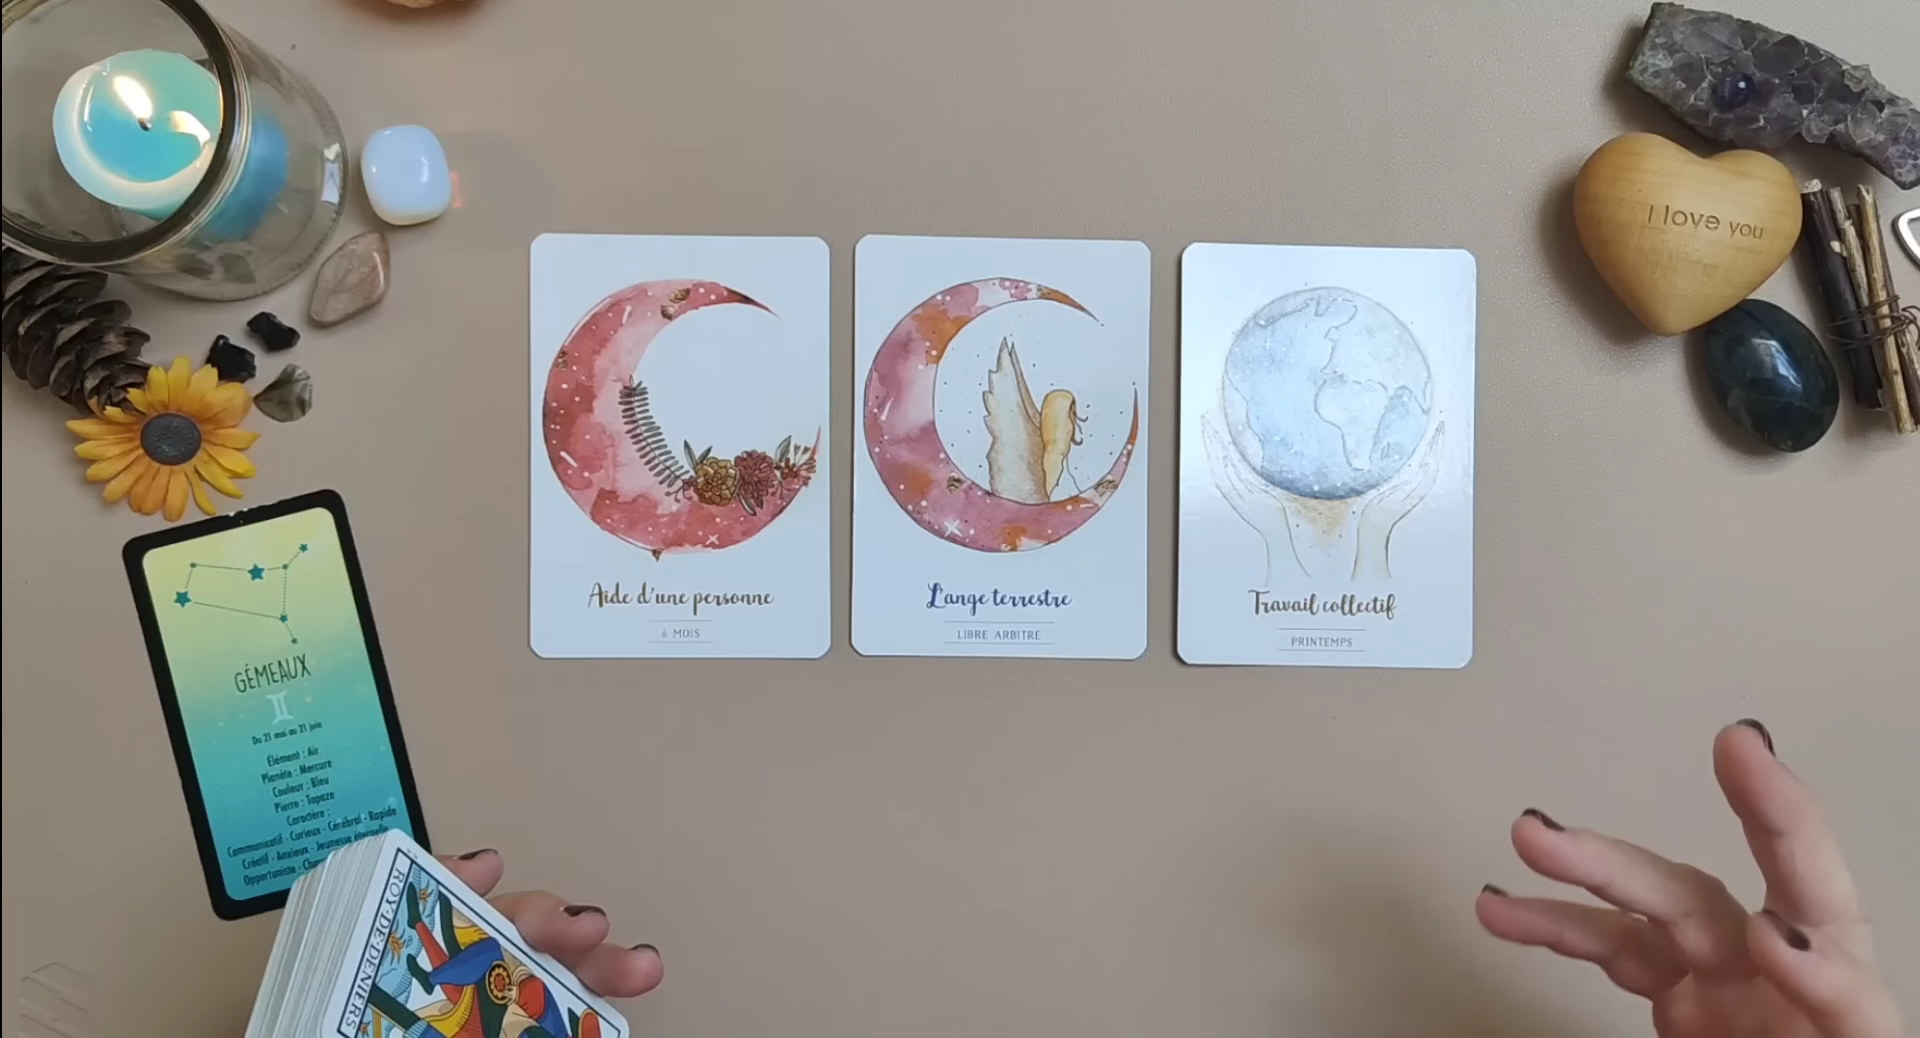 I love you
Aide d'une personne
6 MOIS
L'ange terrestre
LIBRE ARBITRE
Travail collectif
PRINTEMPS
GÉMEAUX
Du 21 mai au 21 juin
Élément : Air
Planète : Mercure
Couleur : Bleu
Pierre : Topaze
Caractère :
Communicatif - Curieux - Cérébral - Rapide
Créatif - Anxieux - Jeunesse éternelle
Opportuniste -
ROY·DE·DENIERS